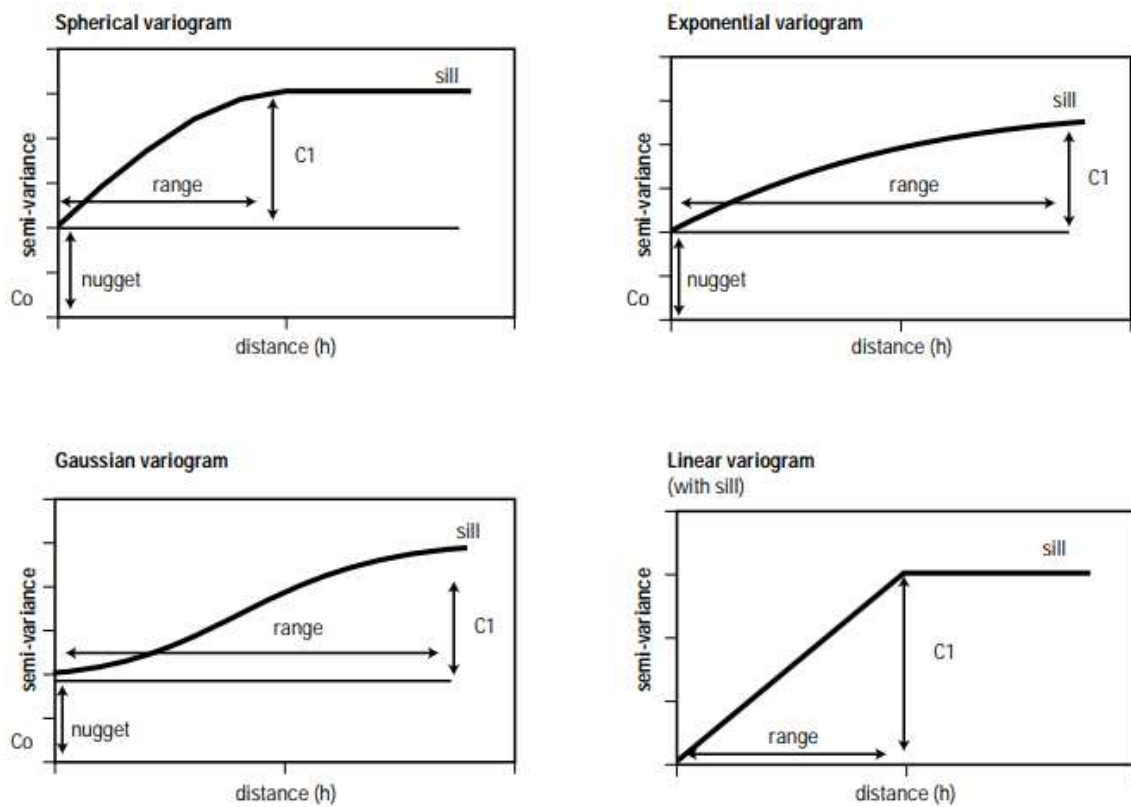 Spherical variogram
sill
C1
range
nugget
Co
semi-variance
distance (h)
Exponential variogram
sill
C1
range
nugget
Co
semi-variance
distance (h)
Gaussian variogram
sill
C1
range
nugget
Co
semi-variance
distance (h)
Linear variogram
(with sill)
sill
C1
range
semi-variance
distance (h)